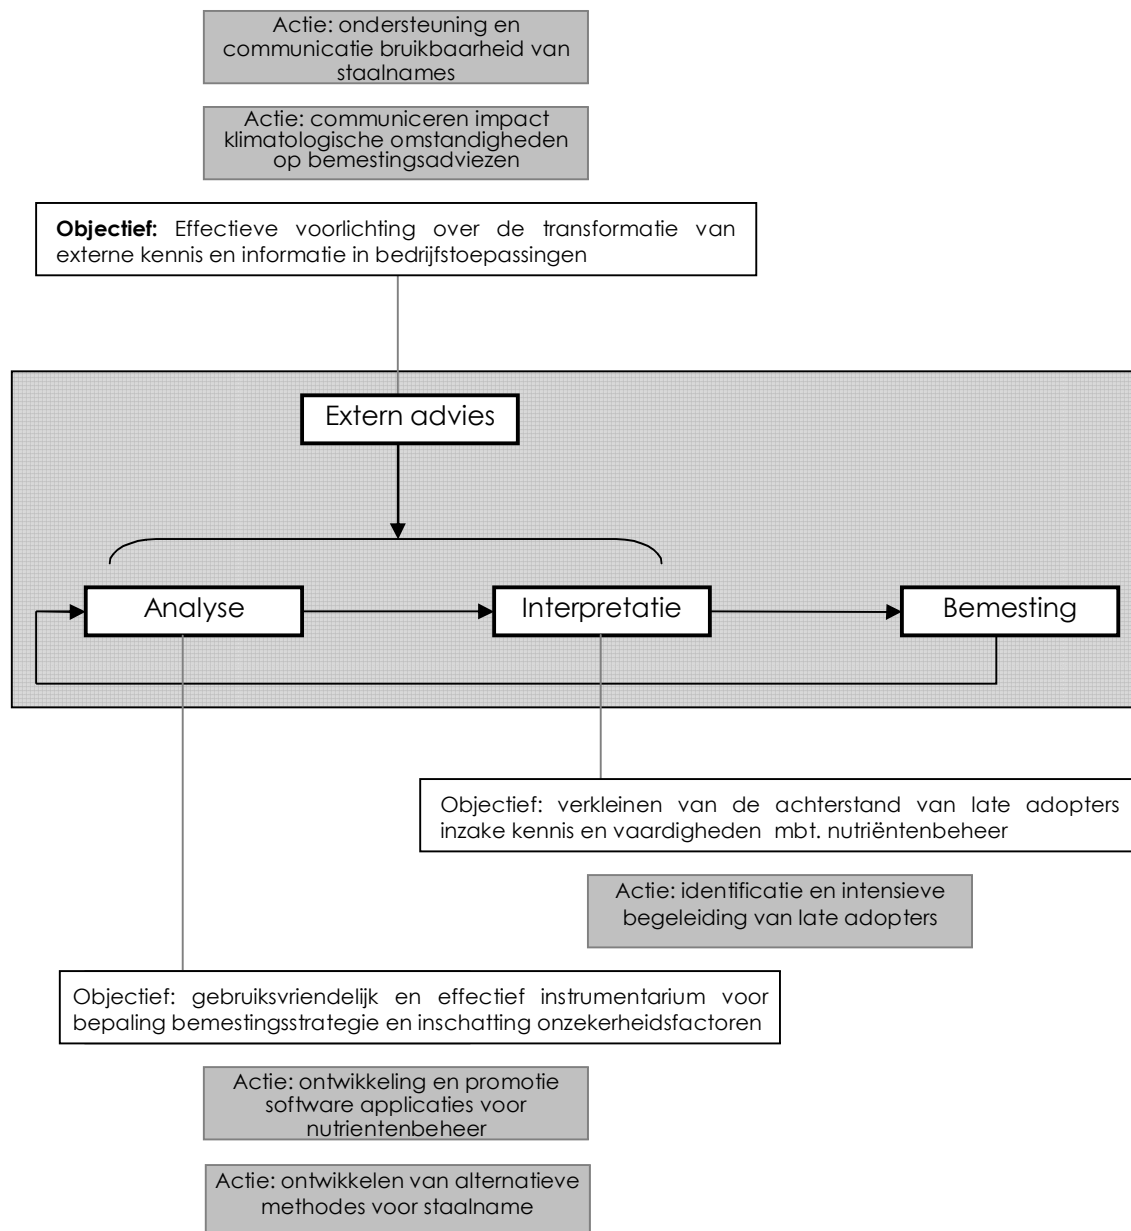 Actie: ondersteuning en
communicatie bruikbaarheid van
staalnames
Actie: communiceren impact
klimatologische omstandigheden
op bemestingsadviezen
Objectief: Effectieve voorlichting over de transformatie van
externe kennis en informatie in bedrijfstoepassingen
Extern advies
Analyse
Interpretatie
Bemesting
Objectief: verkleinen van de achterstand van late adopters
inzake kennis en vaardigheden mbt. nutriëntenbeheer
Actie: identificatie en intensieve
begeleiding van late adopters
Objectief: gebruiksvriendelijk en effectief instrumentarium voor
bepaling bemestingsstrategie en inschatting onzekerheidsfactoren
Actie: ontwikkeling en promotie
software applicaties voor
nutrientenbeheer
Actie: ontwikkelen van alternatieve
methodes voor staalname